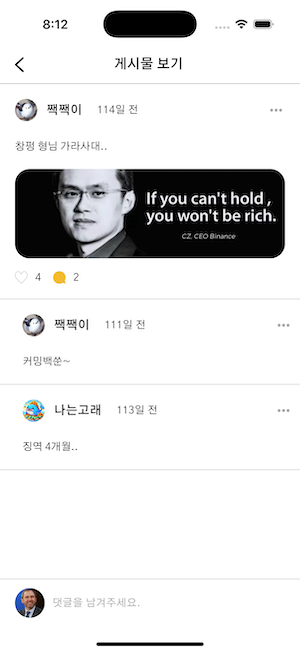 8:12
게시물 보기
짹짹이 114일 전
창펑 형님 가라사대..
If you can't hold ,
you won't be rich.
CZ, CEO Binance
4 2
짹짹이 111일 전
커밍백쑨~
나는고래 113일 전
징역 4개월..
댓글을 남겨주세요.